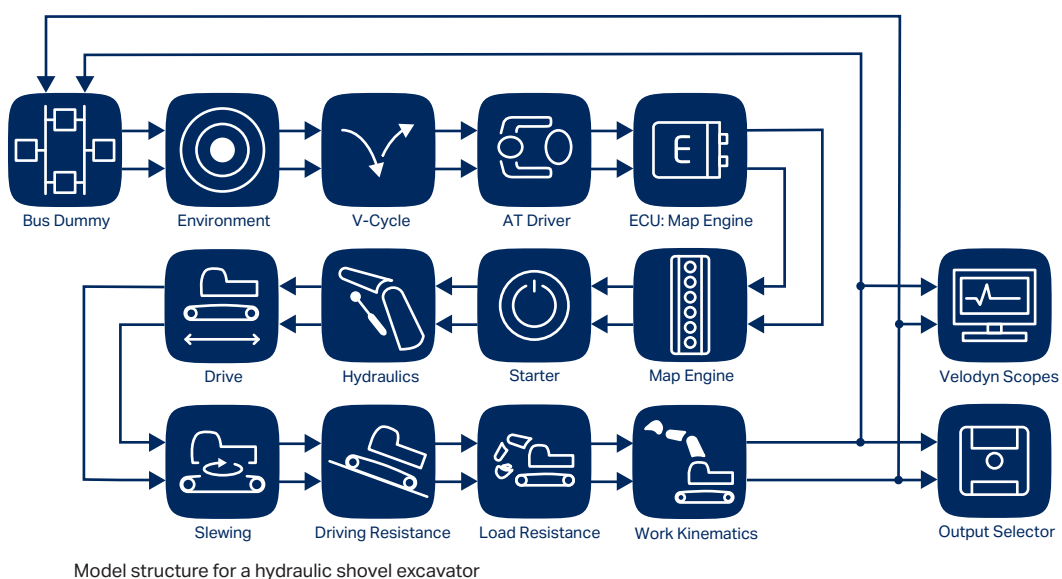 Bus Dummy
Environment
V-Cycle
AT Driver
E
ECU: Map Engine
Drive
Hydraulics
Starter
Map Engine
Velodyn Scopes
Slewing
Driving Resistance
Load Resistance
Work Kinematics
Output Selector
Model structure for a hydraulic shovel excavator